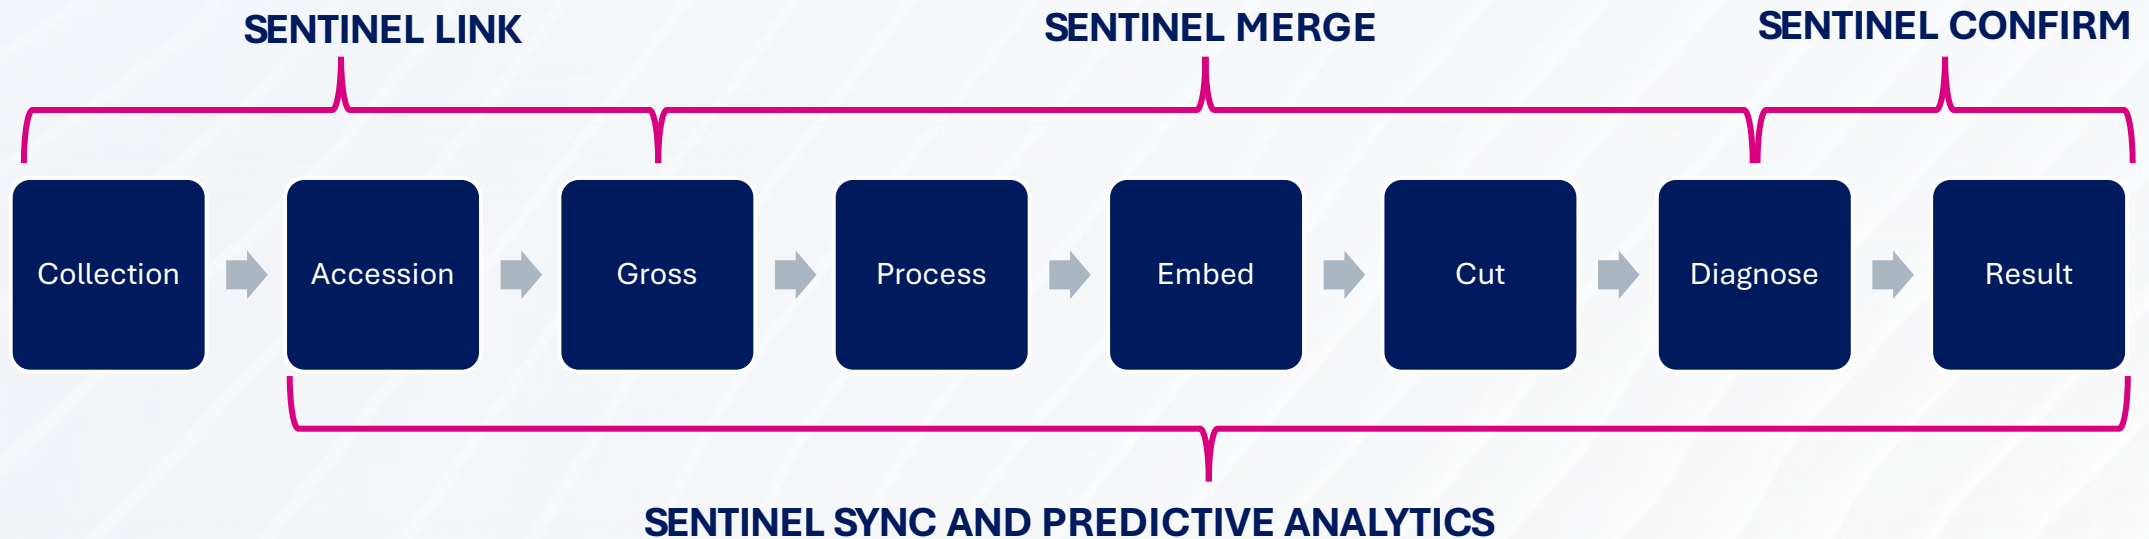 SENTINEL LINK
SENTINEL MERGE
SENTINEL CONFIRM
Collection
Accession
Gross
Process
Embed
Cut
Diagnose
Result
SENTINEL SYNC AND PREDICTIVE ANALYTICS